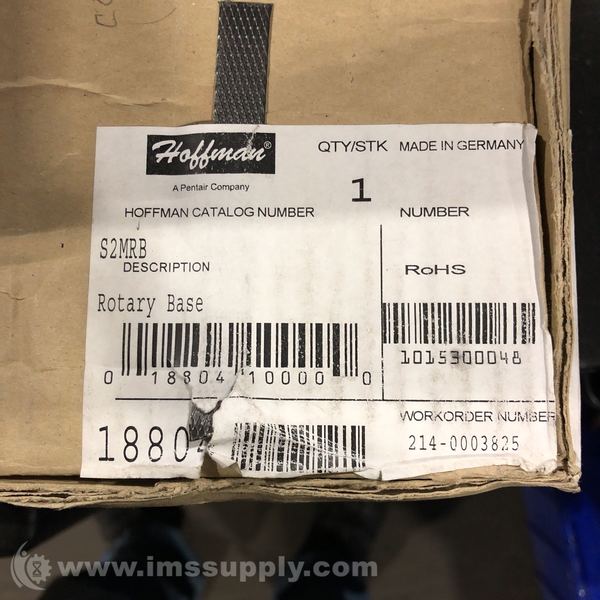 Hoffman®
A Pentair Company
QTY/STK MADE IN GERMANY
1
HOFFMAN CATALOG NUMBER
NUMBER
S2MRB
DESCRIPTION
RoHS
Rotary Base
1015300048
0 18804 10000 0
WORKORDER NUMBER
1880
214-0003825
www.imssupply.com